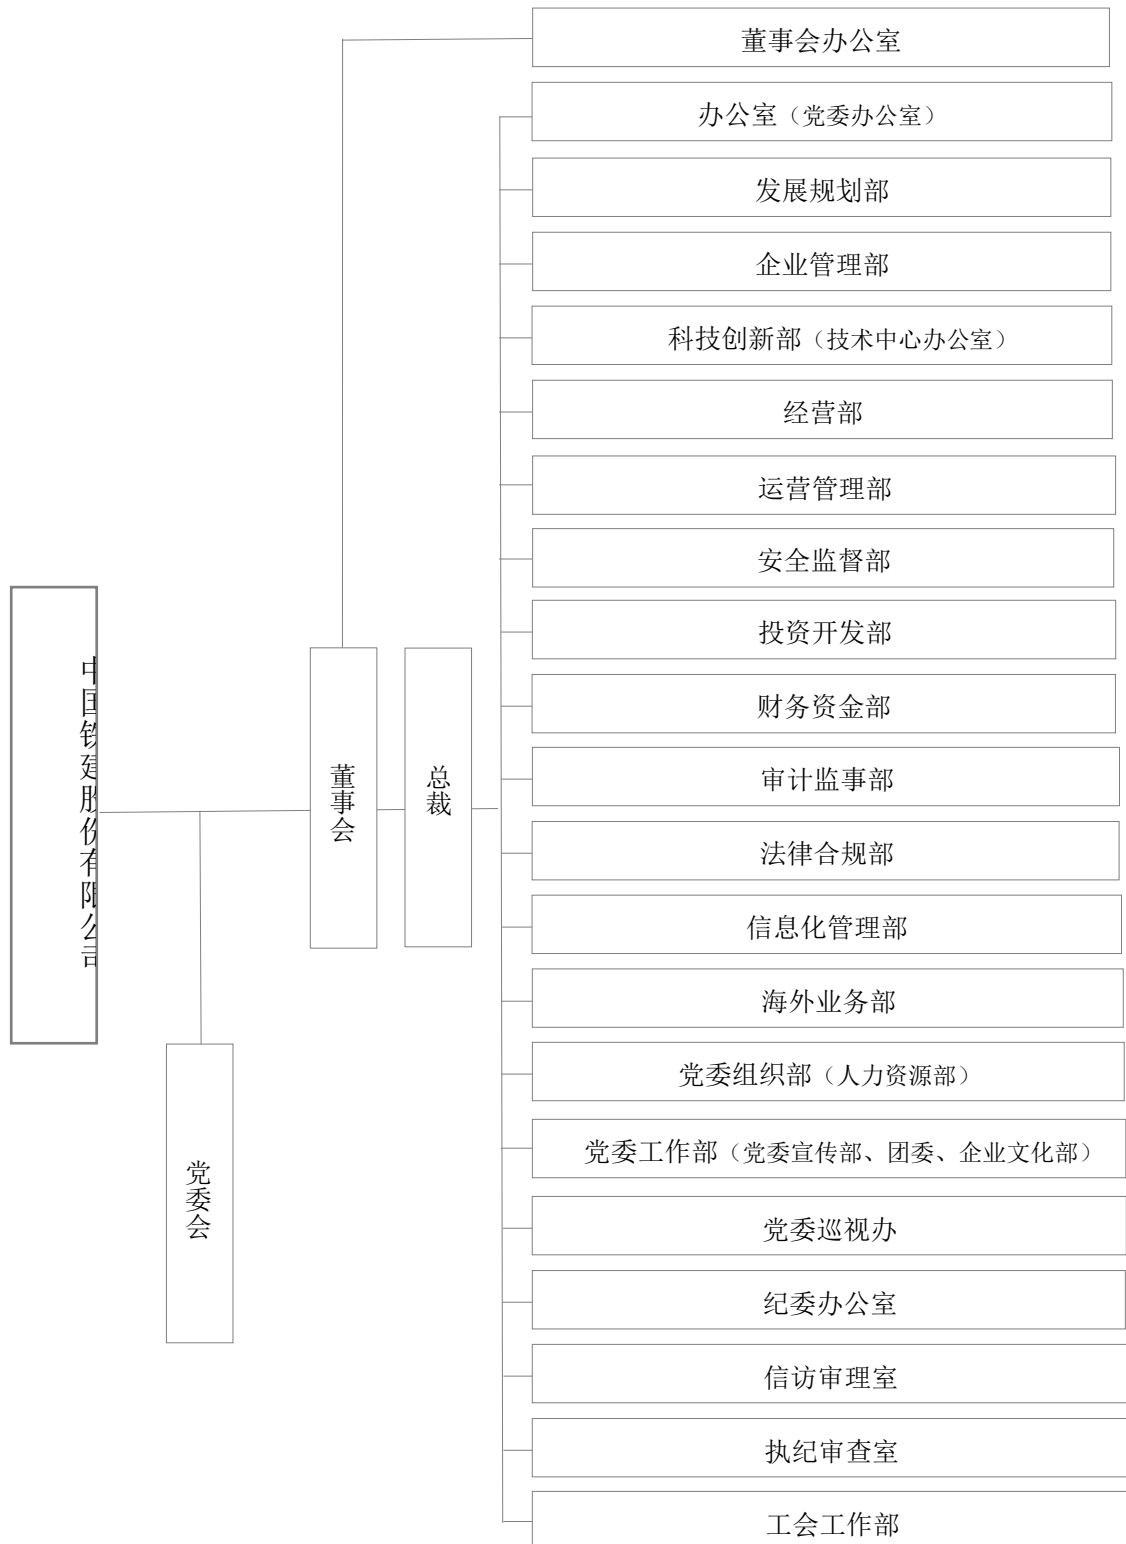 董事会办公室
办公室（党委办公室）
发展规划部
企业管理部
科技创新部（技术中心办公室）
经营部
运营管理部
安全监督部
投资开发部
财务资金部
审计监事部
法律合规部
信息化管理部
海外业务部
党委组织部（人力资源部）
党委工作部（党委宣传部、团委、企业文化部）
党委巡视办
纪委办公室
信访审理室
执纪审查室
工会工作部
中国铁建股份有限公司
董事会
总裁
党委会